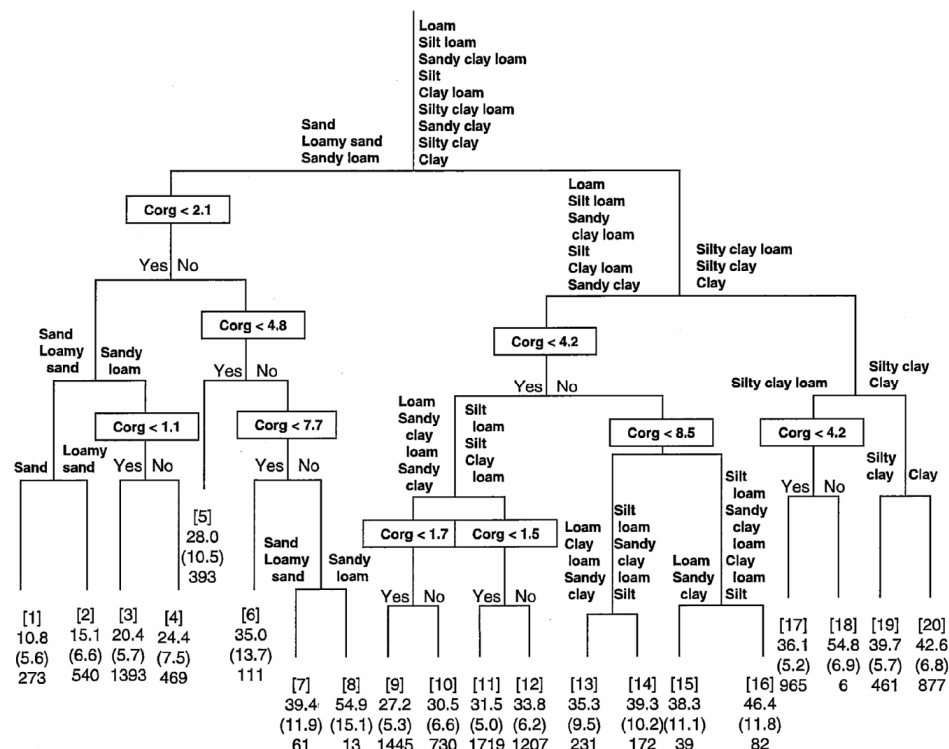 Loam
Silt loam
Sandy clay loam
Silt
Clay loam
Silty clay loam
Sandy clay
Silty clay
Clay
Sand
Loamy sand
Sandy loam
Corg < 2.1
Yes No
Loam
Silt loam
Sandy
clay loam
Silt
Clay loam
Sandy clay
Silty clay loam
Silty clay
Clay
Sand
Loamy
sand
Sandy
loam
Corg < 4.8
Yes No
Corg < 4.2
Yes No
Silty clay loam
Silty clay
Clay
Sand
Loamy
sand
Corg < 1.1
Yes No
Corg < 7.7
Yes No
Loam
Sandy
clay
loam
Sandy
clay
Silt
loam
Silt
Clay
loam
Corg < 8.5
Corg < 4.2
Yes No
Silty
clay
Clay
Sand
Loamy
sand
Sandy
loam
Corg < 1.7
Yes No
Corg < 1.5
Yes No
Loam
Clay
loam
Sandy
clay
Silt
loam
Sandy
clay
loam
Silt
Loam
Sandy
clay
Silt
loam
Sandy
clay
loam
Clay
loam
Silt
[1]
10.8
(5.6)
273
[2]
15.1
(6.6)
540
[3]
20.4
(5.7)
1393
[4]
24.4
(7.5)
469
[5]
28.0
(10.5)
393
[6]
35.0
(13.7)
111
[7]
39.4
(11.9)
61
[8]
54.9
(15.1)
13
[9]
27.2
(5.3)
1445
[10]
30.5
(6.6)
730
[11]
31.5
(5.0)
1719
[12]
33.8
(6.2)
1207
[13]
35.3
(9.5)
231
[14]
39.3
(10.2)
172
[15]
38.3
(11.1)
39
[16]
46.4
(11.8)
82
[17]
36.1
(5.2)
965
[18]
54.8
(6.9)
6
[19]
39.7
(5.7)
461
[20]
42.6
(6.8)
877